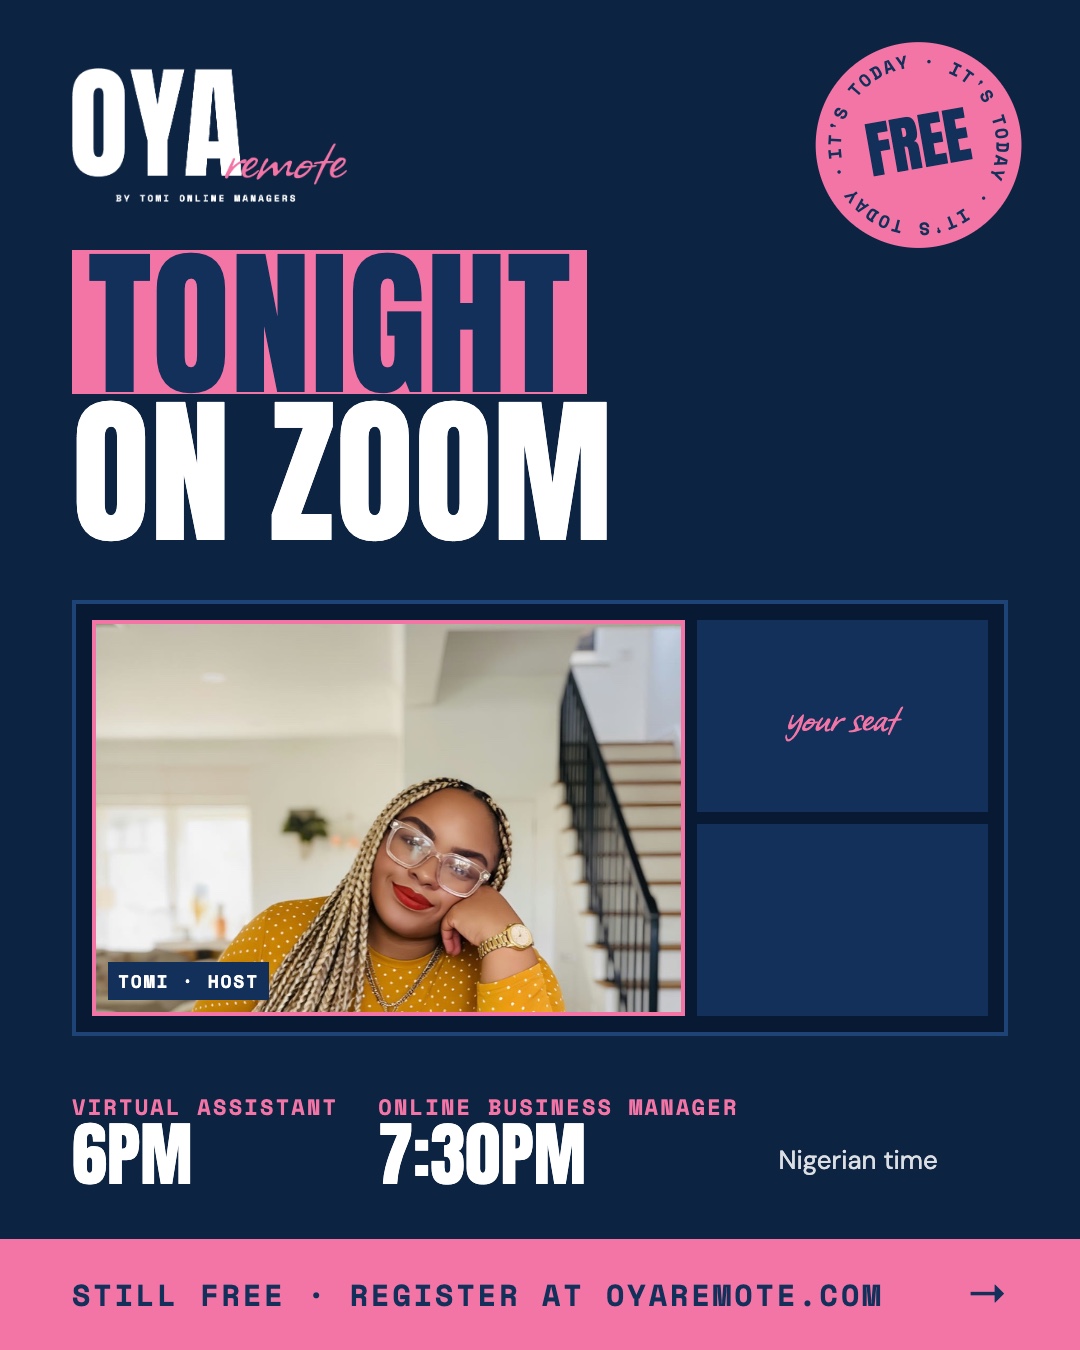 OYA
remote
BY TOMI ONLINE MANAGERS
IT'S TODAY · IT'S TODAY · IT'S TODAY ·
FREE
TONIGHT
ON ZOOM
your seat
TOMI · HOST
VIRTUAL ASSISTANT
6PM
ONLINE BUSINESS MANAGER
7:30PM
Nigerian time
STILL FREE · REGISTER AT OYAREMOTE.COM →